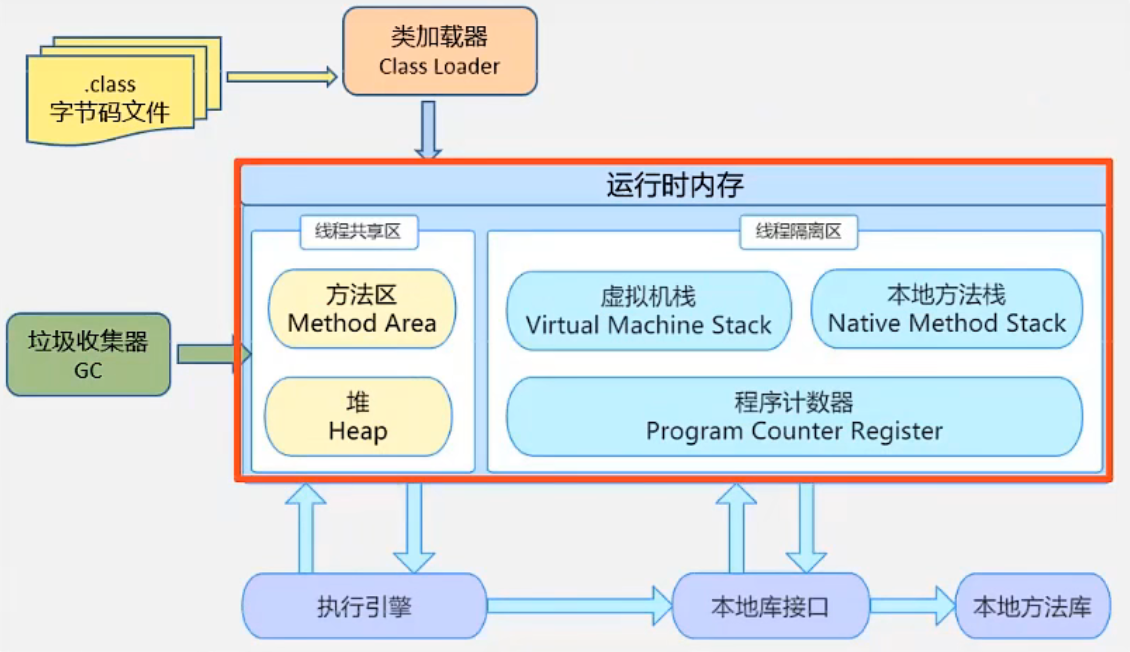 类加载器
Class Loader
.class
字节码文件
运行时内存
线程共享区
线程隔离区
方法区
Method Area
虚拟机栈
Virtual Machine Stack
本地方法栈
Native Method Stack
垃圾收集器
GC
堆
Heap
程序计数器
Program Counter Register
执行引擎
本地库接口
本地方法库